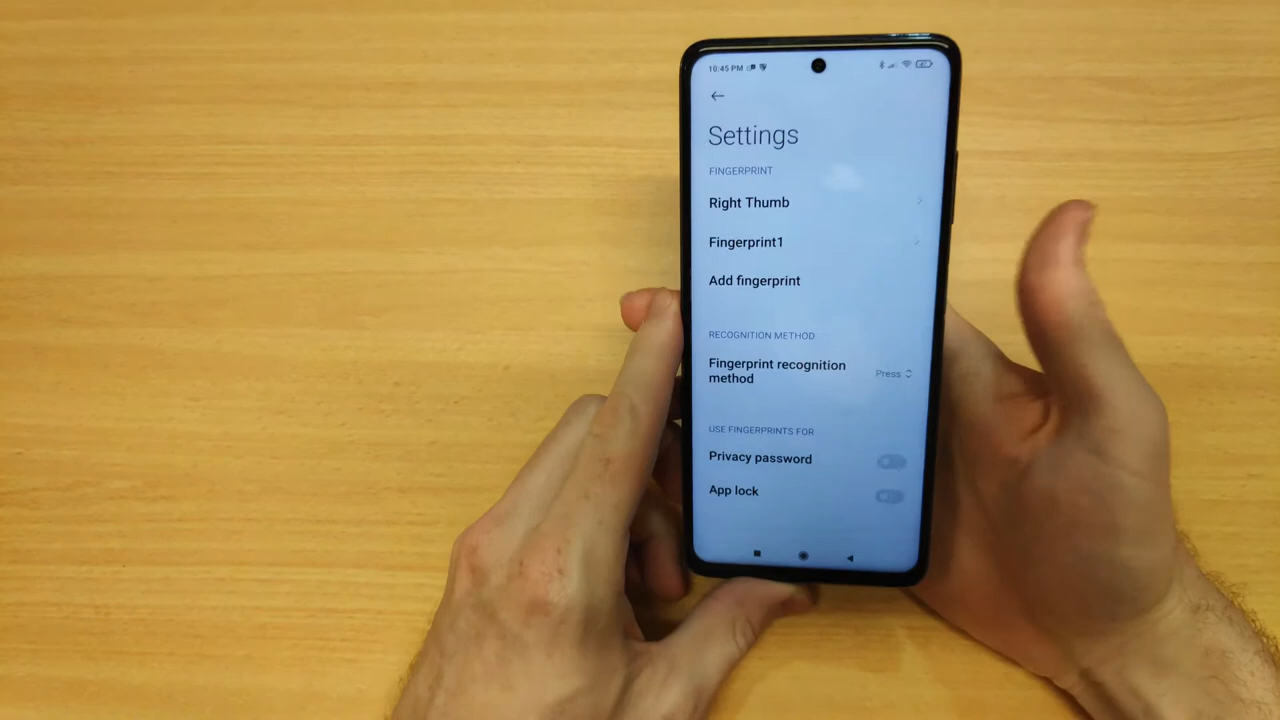 10:45 PM
Settings
FINGERPRINT
Right Thumb
Fingerprint1
Add fingerprint
RECOGNITION METHOD
Fingerprint recognition
method
Press
USE FINGERPRINTS FOR
Privacy password
App lock